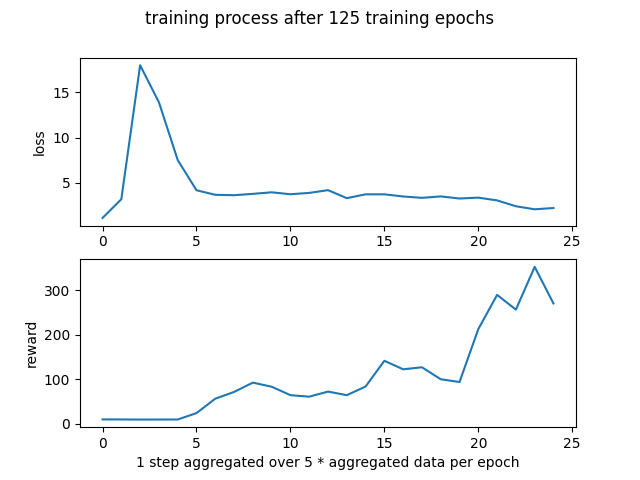 training process after 125 training epochs
15
10
5
loss
0 5 10 15 20 25
300
200
100
0
reward
0 5 10 15 20 25
1 step aggregated over 5 * aggregated data per epoch